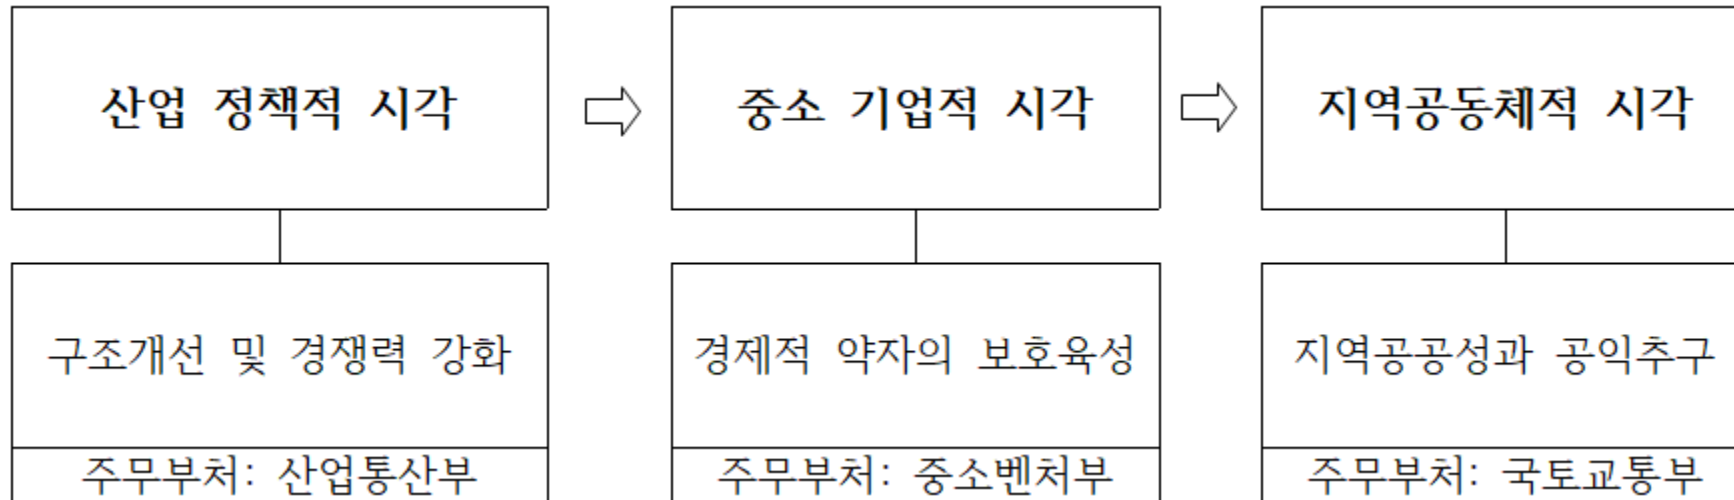 산업 정책적 시각
중소 기업적 시각
지역공동체적 시각
구조개선 및 경쟁력 강화
경제적 약자의 보호육성
지역공공성과 공익추구
주무부처: 산업통산부
주무부처: 중소벤처부
주무부처: 국토교통부